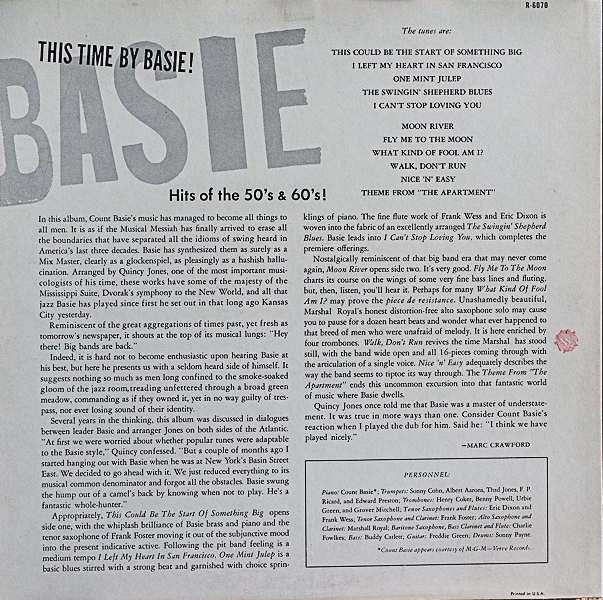 R-6070
THIS TIME BY BASIE!
BASIE
Hits of the 50's & 60's!
The tunes are:
THIS COULD BE THE START OF SOMETHING BIG
I LEFT MY HEART IN SAN FRANCISCO
ONE MINT JULEP
THE SWINGIN' SHEPHERD BLUES
I CAN'T STOP LOVING YOU
MOON RIVER
FLY ME TO THE MOON
WHAT KIND OF FOOL AM I?
WALK, DON'T RUN
NICE 'N' EASY
THEME FROM "THE APARTMENT"
In this album, Count Basie's music has managed to become all things to
all men. It is as if the Musical Messiah has finally arrived to erase all
the boundaries that have separated all the idioms of swing heard in
America's last three decades. Basie has synthesized them as surely as a
Mix Master, clearly as a glockenspiel, as pleasingly as a hashish hallu-
cination. Arranged by Quincy Jones, one of the most important musi-
cologists of his time, these works have some of the majesty of the
Mississippi Suite, Dvorak's symphony to the New World, and all that
jazz Basie has played since first he set out in that long ago Kansas
City yesterday.
Reminiscent of the great aggregations of times past, yet fresh as
tomorrow's newspaper, it shouts at the top of its musical lungs: "Hey
there! Big bands are back."
Indeed, it is hard not to become enthusiastic upon hearing Basie at
his best, but here he presents us with a seldom heard side of himself. It
suggests nothing so much as men long confined to the smoke-soaked
gloom of the jazz room, treading unfettered through a broad green
meadow, commanding as if they owned it, yet in no way guilty of tres-
pass, nor ever losing sound of their identity.
Several years in the thinking, this album was discussed in dialogues
between leader Basie and arranger Jones on both sides of the Atlantic.
"At first we were worried about whether popular tunes were adaptable
to the Basie style," Quincy confessed. "But a couple of months ago I
started hanging out with Basie when he was at New York's Basin Street
East. We decided to go ahead with it. We just reduced everything to its
musical common denominator and forgot all the obstacles. Basie swung
the hump out of a camel's back by knowing when not to play. He's a
fantastic whole-hunter."
Appropriately, This Could Be The Start Of Something Big opens
side one, with the whiplash brilliance of Basie brass and piano and the
tenor saxophone of Frank Foster moving it out of the subjunctive mood
into the present indicative active. Following the pit band feeling is a
medium tempo I Left My Heart In San Francisco. One Mint Julep is a
basic blues stirred with a strong beat and garnished with choice sprin-
klings of piano. The fine flute work of Frank Wess and Eric Dixon is
woven into the fabric of an excellently arranged The Swingin' Shepherd
Blues. Basie leads into I Can't Stop Loving You, which completes the
premiere offerings.
Nostalgically reminiscent of that big band era that may never come
again, Moon River opens side two. It's very good. Fly Me To The Moon
charts its course on the wings of some very fine bass lines and fluting,
but, then, listen, you'll hear it. Perhaps for many What Kind Of Fool
Am I? may prove the piece de resistance. Unashamedly beautiful,
Marshal Royal's honest distortion-free alto saxophone solo may cause
you to pause for a dozen heart beats and wonder what ever happened to
that breed of men who were unafraid of melody. It is here enriched by
four trombones. Walk, Don't Run revives the time Marshal has stood
still, with the band wide open and all 16-pieces coming through with
the articulation of a single voice. Nice 'n' Easy adequately describes the
way the band seems to tiptoe its way through. The Theme From "The
Apartment" ends this uncommon excursion into that fantastic world
of music where Basie dwells.
Quincy Jones once told me that Basie was a master of understate-
ment. It was true in more ways than one. Consider Count Basie's
reaction when I played the dub for him. Said he: "I think we have
played nicely."
—MARC CRAWFORD
PERSONNEL:
Piano: Count Basie*; Trumpets: Sonny Cohn, Albert Aarons, Thad Jones, F. P.
Ricard, and Edward Preston; Trombones: Henry Coker, Benny Powell, Urbie
Green, and Grover Mitchell; Tenor Saxophones and Flutes: Eric Dixon and
Frank Wess; Tenor Saxophone and Clarinet: Frank Foster; Alto Saxophone and
Clarinet: Marshall Royal; Baritone Saxophone, Bass Clarinet and Flute: Charlie
Fowlkes; Bass: Buddy Catlett; Guitar: Freddie Green; Drums: Sonny Payne.
*Count Basie appears courtesy of M-G-M—Verve Records.
Printed in U.S.A.